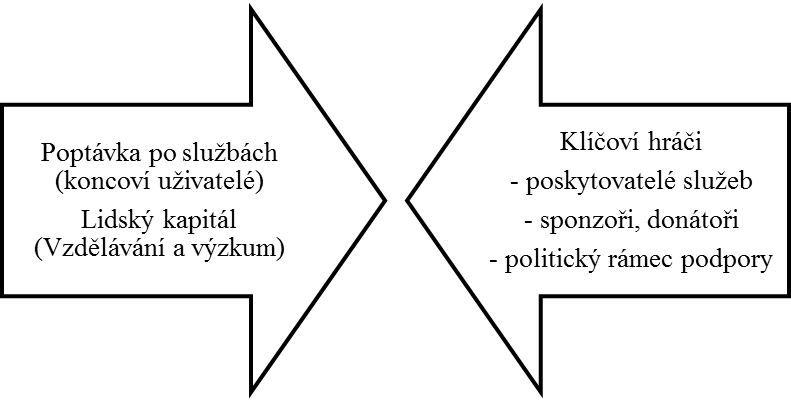 Poptávka po službách
(koncoví uživatelé)
Lidský kapitál
(Vzdělávání a výzkum)
Klíčoví hráči
- poskytovatelé služeb
- sponzoři, donátoři
- politický rámec podpory